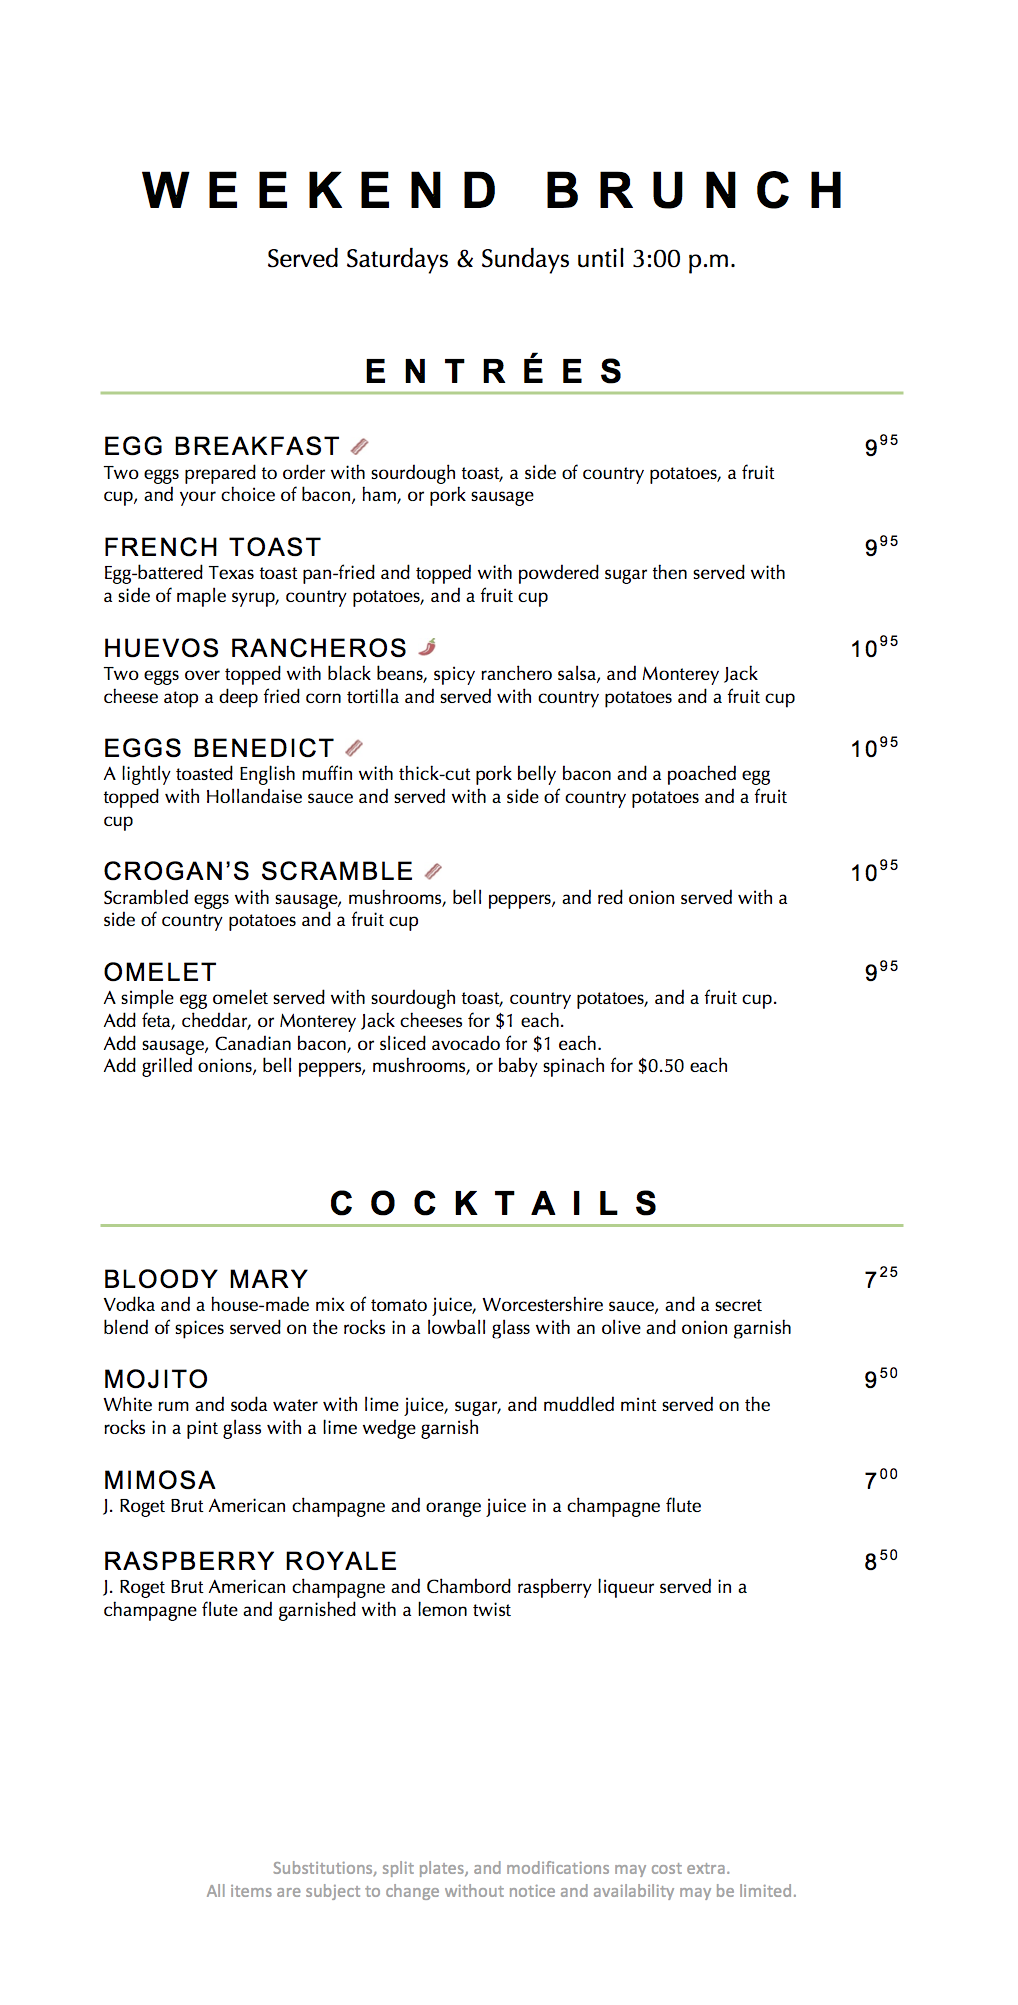 WEEKEND BRUNCH
Served Saturdays & Sundays until 3:00 p.m.
ENTRÉES
EGG BREAKFAST 9 95
Two eggs prepared to order with sourdough toast, a side of country potatoes, a fruit
cup, and your choice of bacon, ham, or pork sausage
FRENCH TOAST 9 95
Egg-battered Texas toast pan-fried and topped with powdered sugar then served with
a side of maple syrup, country potatoes, and a fruit cup
HUEVOS RANCHEROS 10 95
Two eggs over topped with black beans, spicy ranchero salsa, and Monterey Jack
cheese atop a deep fried corn tortilla and served with country potatoes and a fruit cup
EGGS BENEDICT 10 95
A lightly toasted English muffin with thick-cut pork belly bacon and a poached egg
topped with Hollandaise sauce and served with a side of country potatoes and a fruit
cup
CROGAN’S SCRAMBLE 10 95
Scrambled eggs with sausage, mushrooms, bell peppers, and red onion served with a
side of country potatoes and a fruit cup
OMELET 9 95
A simple egg omelet served with sourdough toast, country potatoes, and a fruit cup.
Add feta, cheddar, or Monterey Jack cheeses for $1 each.
Add sausage, Canadian bacon, or sliced avocado for $1 each.
Add grilled onions, bell peppers, mushrooms, or baby spinach for $0.50 each
COCKTAILS
BLOODY MARY 7 25
Vodka and a house-made mix of tomato juice, Worcestershire sauce, and a secret
blend of spices served on the rocks in a lowball glass with an olive and onion garnish
MOJITO 9 50
White rum and soda water with lime juice, sugar, and muddled mint served on the
rocks in a pint glass with a lime wedge garnish
MIMOSA 7 00
J. Roget Brut American champagne and orange juice in a champagne flute
RASPBERRY ROYALE 8 50
J. Roget Brut American champagne and Chambord raspberry liqueur served in a
champagne flute and garnished with a lemon twist
Substitutions, split plates, and modifications may cost extra.
All items are subject to change without notice and availability may be limited.